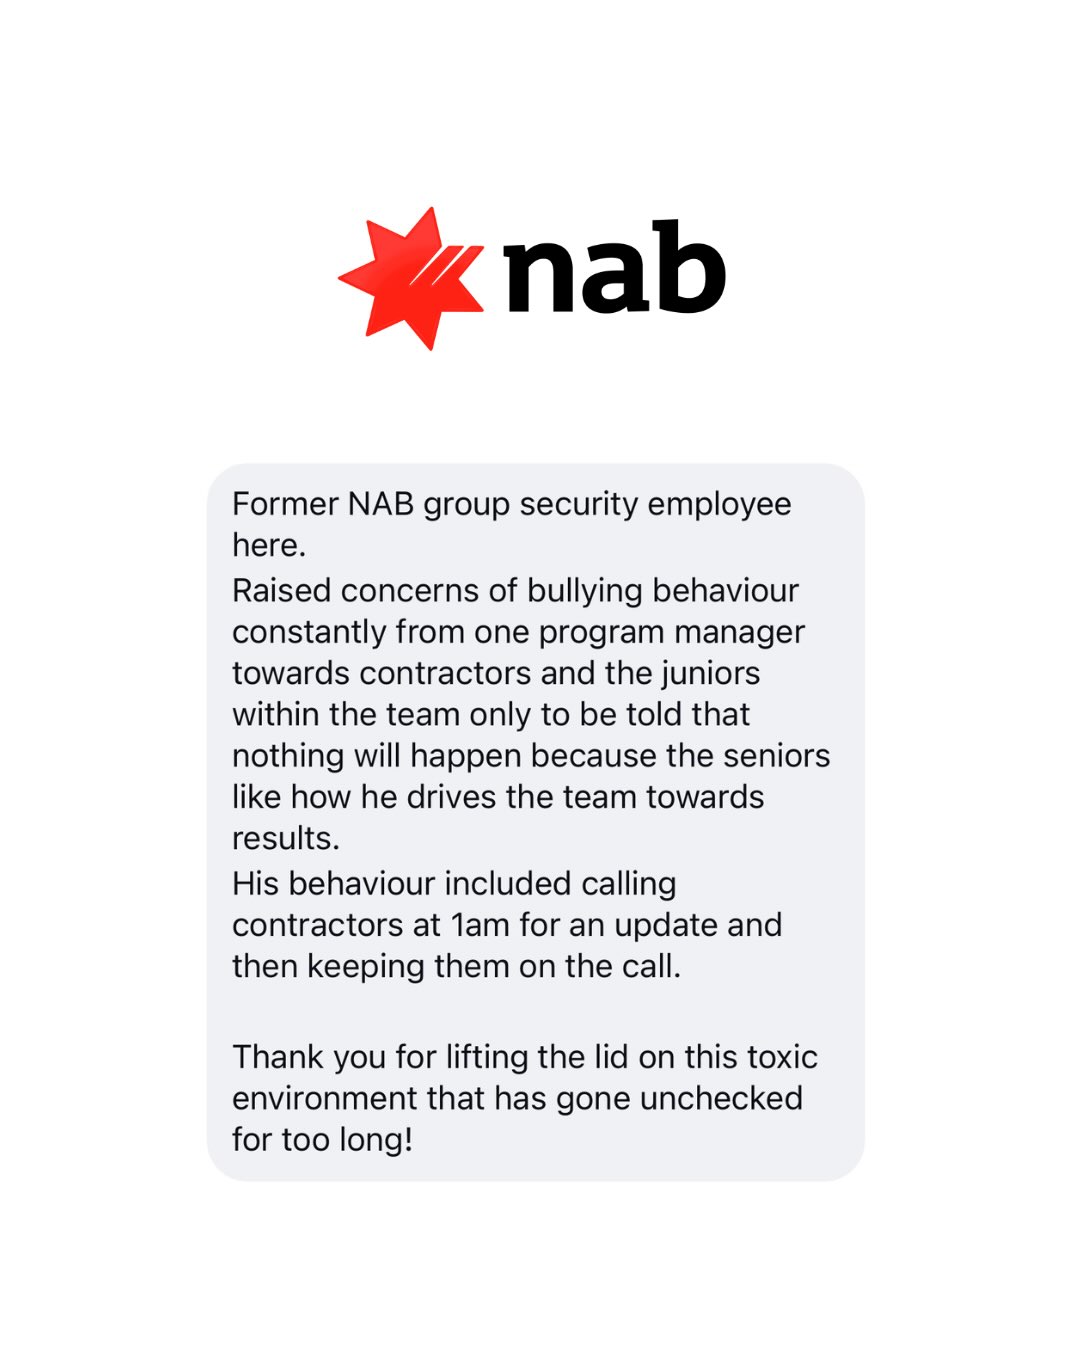 nab
Former NAB group security employee
here.
Raised concerns of bullying behaviour
constantly from one program manager
towards contractors and the juniors
within the team only to be told that
nothing will happen because the seniors
like how he drives the team towards
results.
His behaviour included calling
contractors at 1am for an update and
then keeping them on the call.
Thank you for lifting the lid on this toxic
environment that has gone unchecked
for too long!